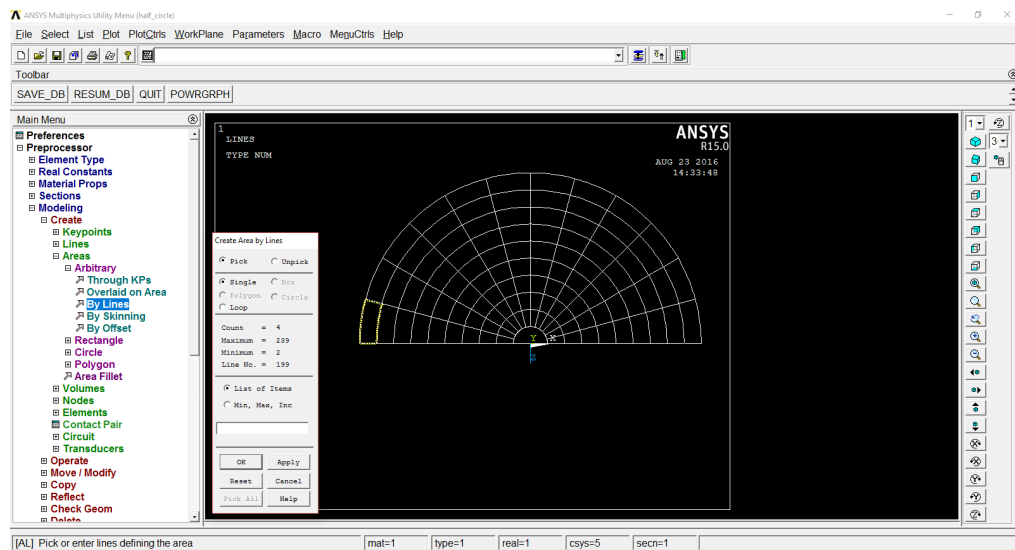 ANSYS Multiphysics Utility Menu (half_circle)
File Select List Plot PlotCtrls WorkPlane Parameters Macro MenuCtrls Help
Toolbar
SAVE_DB RESUM_DB QUIT POWRGRPH
Main Menu
Preferences
Preprocessor
Element Type
Real Constants
Material Props
Sections
Modeling
Create
Keypoints
Lines
Areas
Arbitrary
Through KPs
Overlaid on Area
By Lines
By Skinning
By Offset
Rectangle
Circle
Polygon
Area Fillet
Volumes
Nodes
Elements
Contact Pair
Circuit
Transducers
Operate
Move / Modify
Copy
Reflect
Check Geom
Delete
Create Area by Lines
Pick Unpick
Single Box
Polygon Circle
Loop
Count = 4
Maximum = 239
Minimum = 2
Line No. = 199
List of Items
Min, Max, Inc
OK Apply
Reset Cancel
Pick All Help
1
LINES
TYPE NUM
ANSYS
R15.0
AUG 23 2016
14:33:48
Y X
Z
1
3
[AL] Pick or enter lines defining the area
mat=1 type=1 real=1 csys=5 secn=1